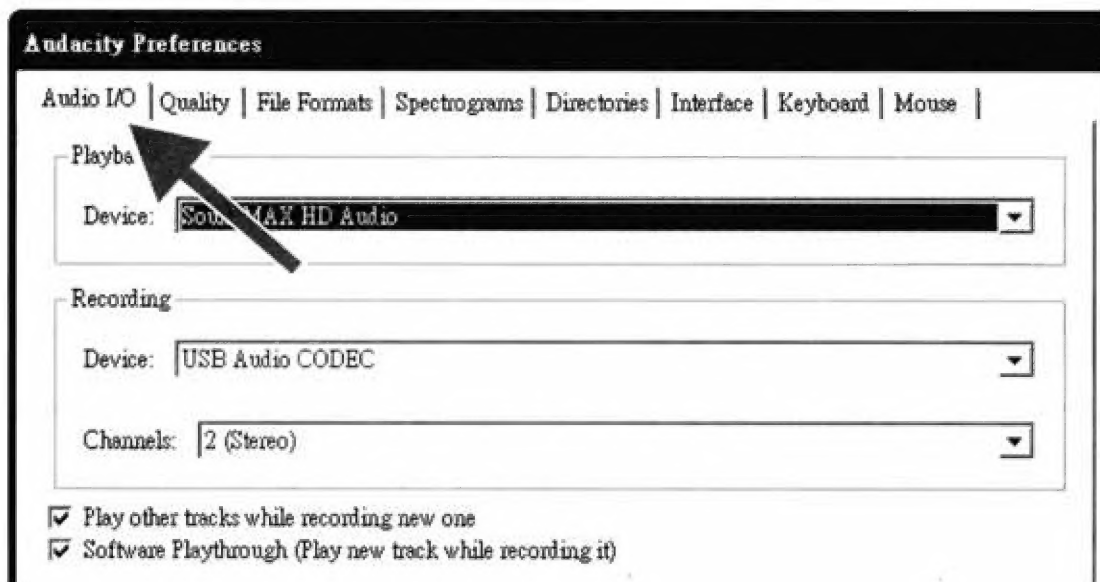 Audacity Preferences
Audio I/O | Quality | File Formats | Spectrograms | Directories | Interface | Keyboard | Mouse |
Device: MAX HD Audio
Recording
Device: USB Audio CODEC
Channels: 2 (Stereo)
Play other tracks while recording new one
Software Playthrough (Play new track while recording it)